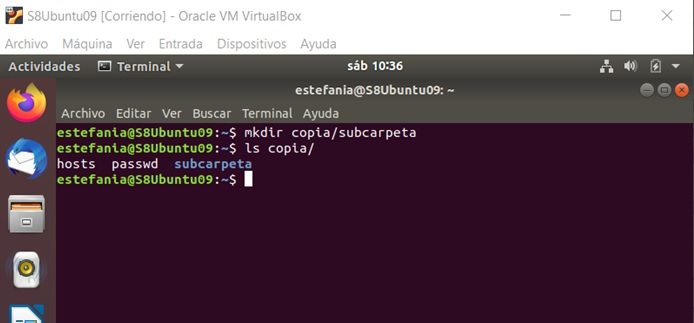 S8Ubuntu09 [Corriendo] - Oracle VM VirtualBox
Archivo Máquina Ver Entrada Dispositivos Ayuda
Actividades Terminal sáb 10:36
estefania@S8Ubuntu09: ~
Archivo Editar Ver Buscar Terminal Ayuda
estefania@S8Ubuntu09:~$ mkdir copia/subcarpeta
estefania@S8Ubuntu09:~$ ls copia/
hosts passwd subcarpeta
estefania@S8Ubuntu09:~$